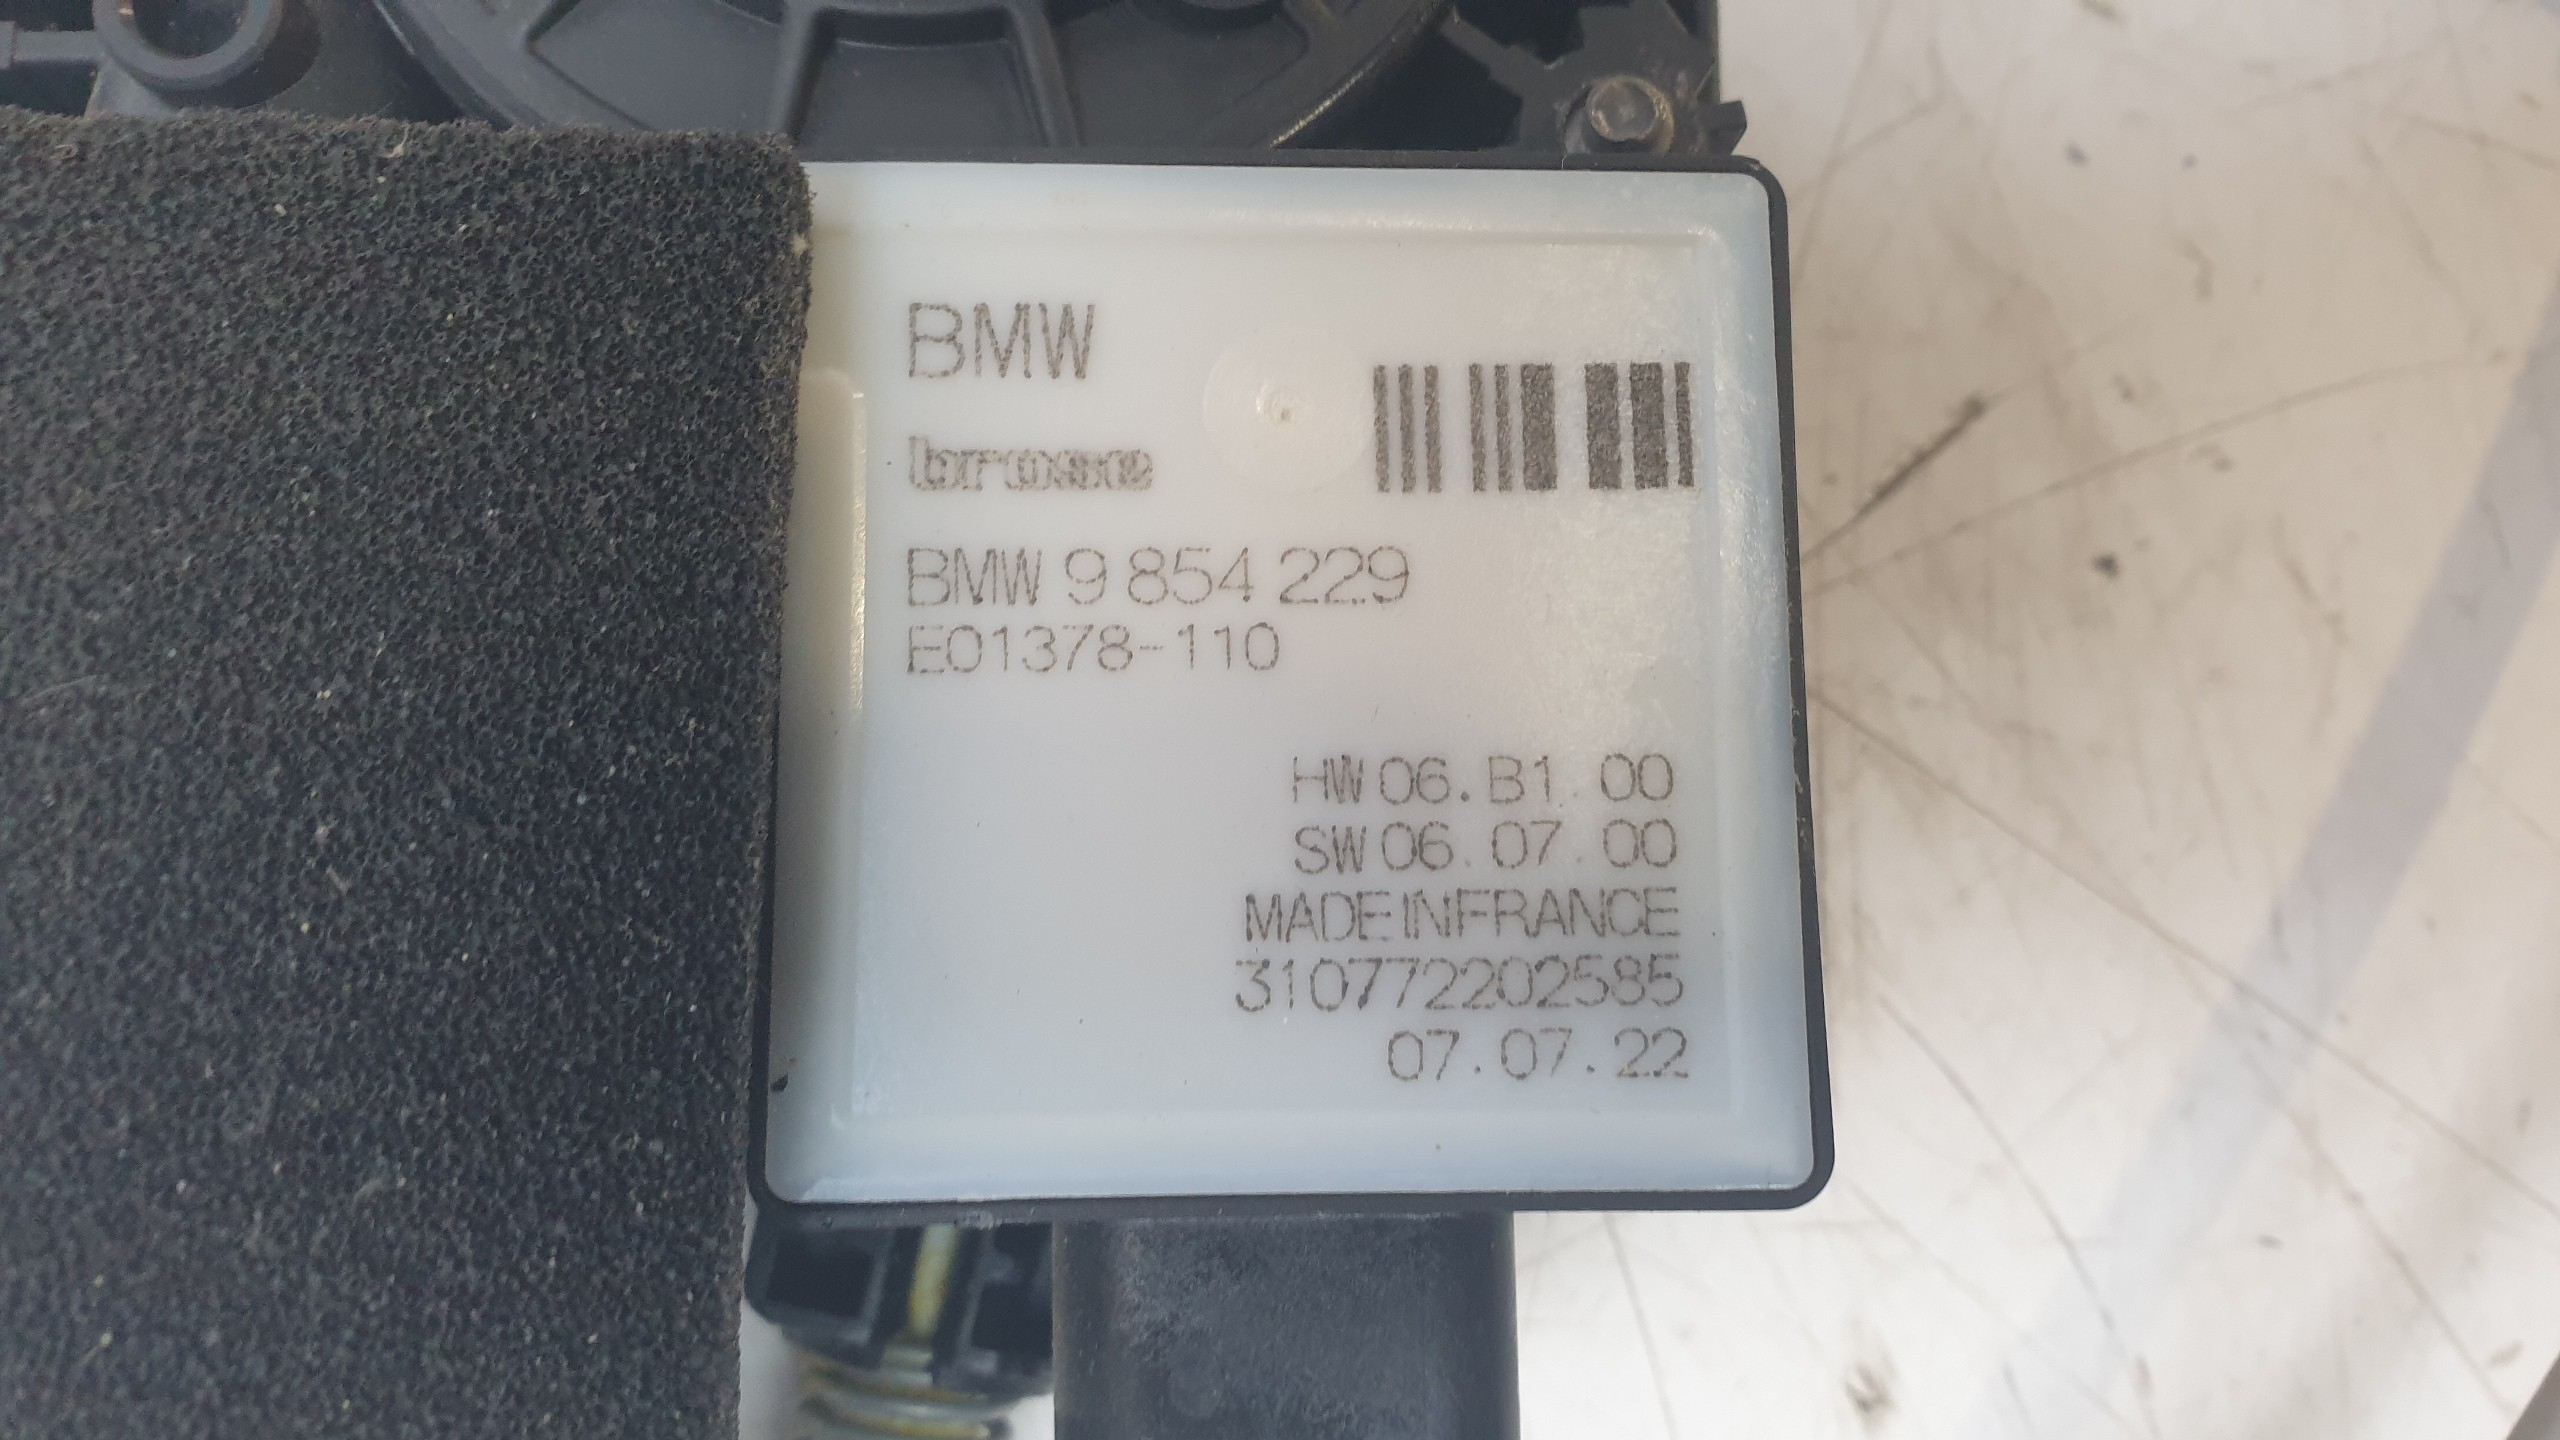 BMW
brose
BMW 9 854 229
E01378-110
HW 06.B1.00
SW 06.07.00
MADE IN FRANCE
310772202585
07.07.22